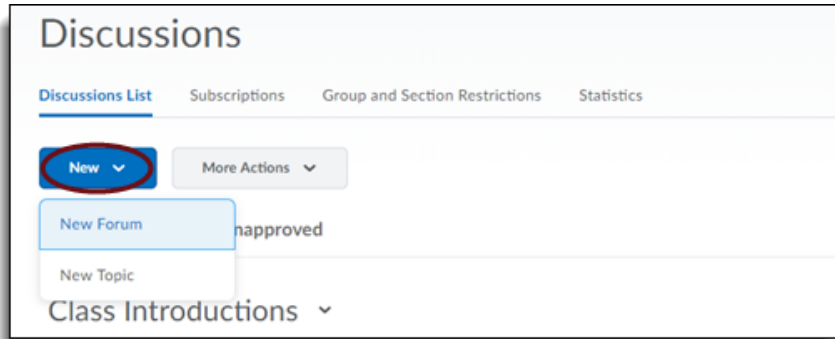 Discussions
Discussions List Subscriptions Group and Section Restrictions Statistics
New More Actions
New Forum
napproved
New Topic
Class Introductions